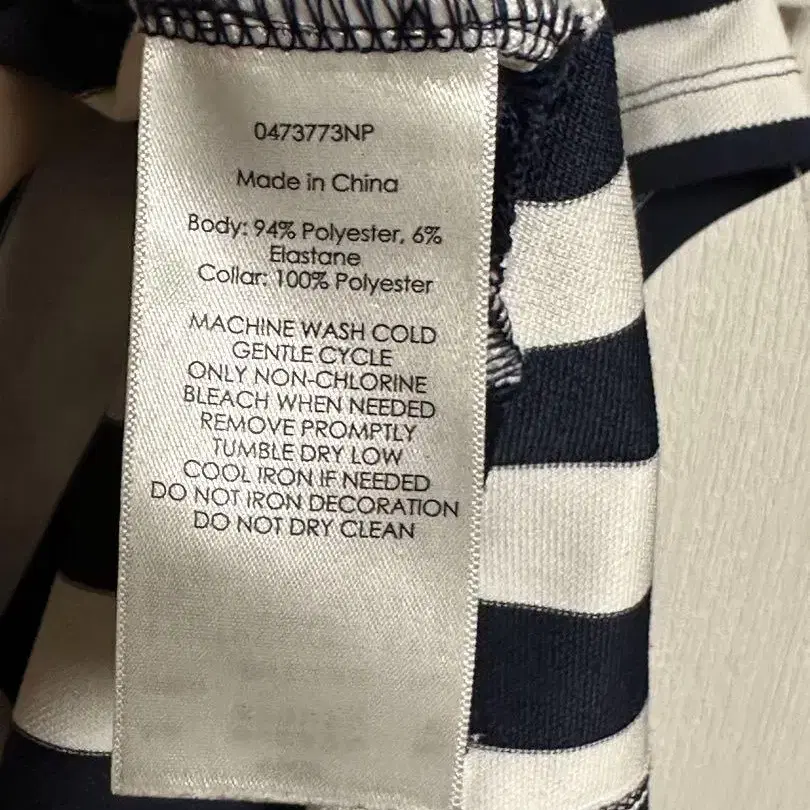 0473773NP
Made in China
Body: 94% Polyester, 6%
Elastane
Collar: 100% Polyester
MACHINE WASH COLD
GENTLE CYCLE
ONLY NON-CHLORINE
BLEACH WHEN NEEDED
REMOVE PROMPTLY
TUMBLE DRY LOW
COOL IRON IF NEEDED
DO NOT IRON DECORATION
DO NOT DRY CLEAN